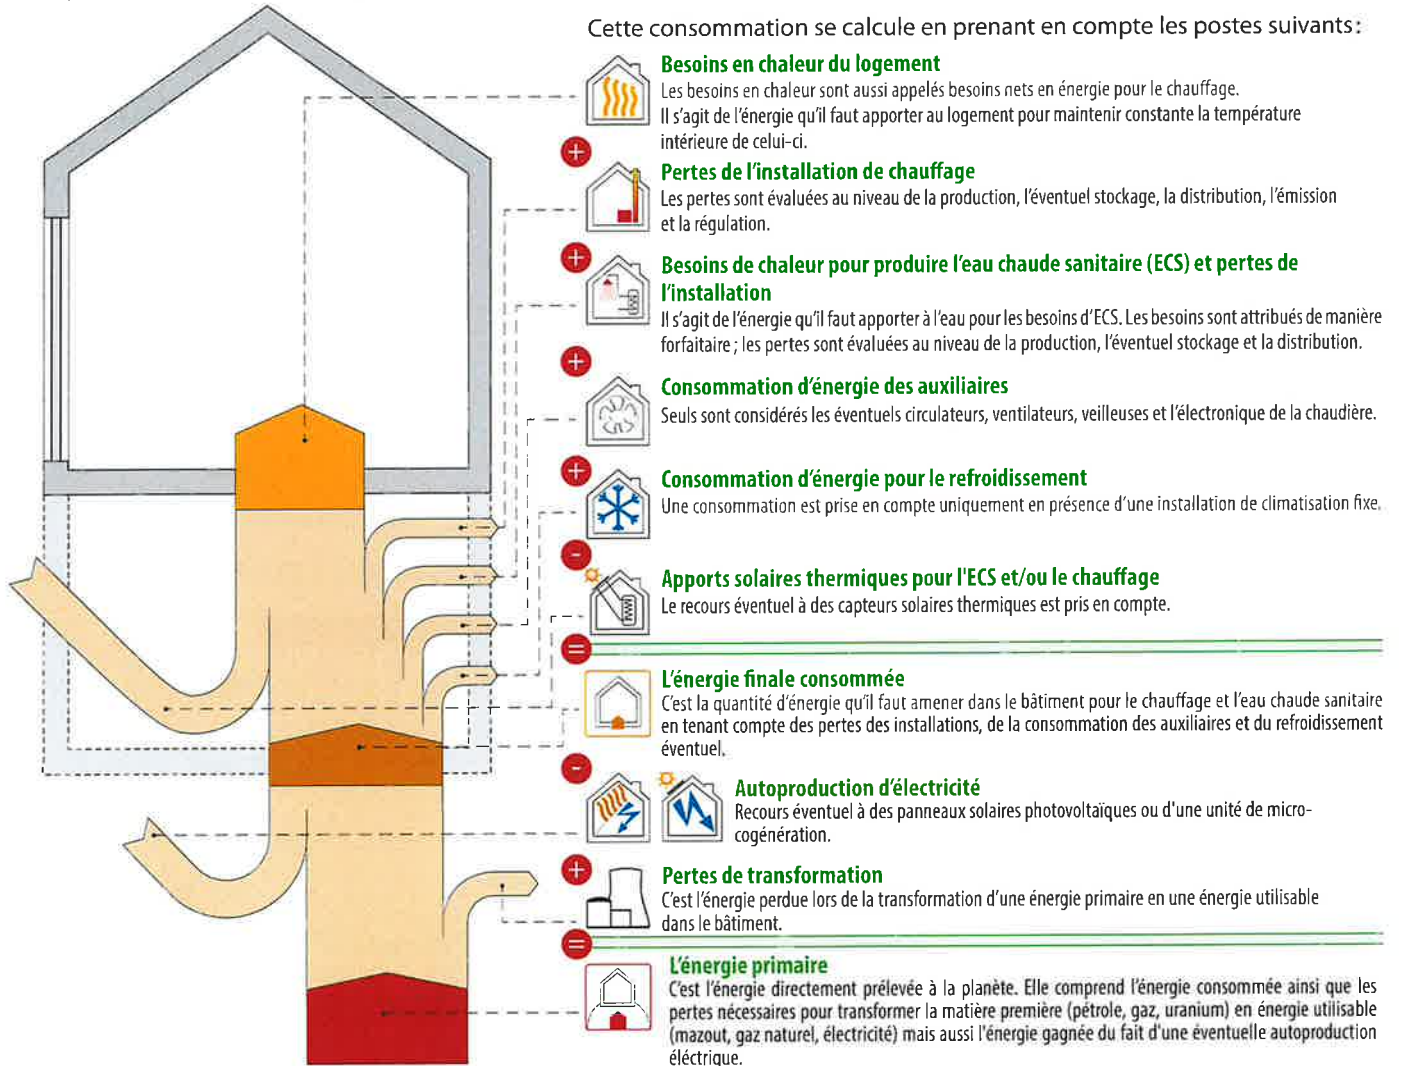 Cette consommation se calcule en prenant en compte les postes suivants:
Besoins en chaleur du logement
Les besoins en chaleur sont aussi appelés besoins nets en énergie pour le chauffage.
Il s'agit de l'énergie qu'il faut apporter au logement pour maintenir constante la température
intérieure de celui-ci.
+
Pertes de l'installation de chauffage
Les pertes sont évaluées au niveau de la production, l'éventuel stockage, la distribution, l'émission
et la régulation.
+
Besoins de chaleur pour produire l'eau chaude sanitaire (ECS) et pertes de
l'installation
Il s'agit de l'énergie qu'il faut apporter à l'eau pour les besoins d'ECS. Les besoins sont attribués de manière
forfaitaire ; les pertes sont évaluées au niveau de la production, l'éventuel stockage et la distribution.
+
Consommation d'énergie des auxiliaires
Seuls sont considérés les éventuels circulateurs, ventilateurs, veilleuses et l'électronique de la chaudière.
+
Consommation d'énergie pour le refroidissement
Une consommation est prise en compte uniquement en présence d'une installation de climatisation fixe.
-
Apports solaires thermiques pour l'ECS et/ou le chauffage
Le recours éventuel à des capteurs solaires thermiques est pris en compte.
=
L'énergie finale consommée
C'est la quantité d'énergie qu'il faut amener dans le bâtiment pour le chauffage et l'eau chaude sanitaire
en tenant compte des pertes des installations, de la consommation des auxiliaires et du refroidissement
éventuel.
-
Autoproduction d'électricité
Recours éventuel à des panneaux solaires photovoltaïques ou d'une unité de micro-
cogénération.
+
Pertes de transformation
C'est l'énergie perdue lors de la transformation d'une énergie primaire en une énergie utilisable
dans le bâtiment.
=
L'énergie primaire
C'est l'énergie directement prélevée à la planète. Elle comprend l'énergie consommée ainsi que les
pertes nécessaires pour transformer la matière première (pétrole, gaz, uranium) en énergie utilisable
(mazout, gaz naturel, électricité) mais aussi l'énergie gagnée du fait d'une éventuelle autoproduction
éléctrique.